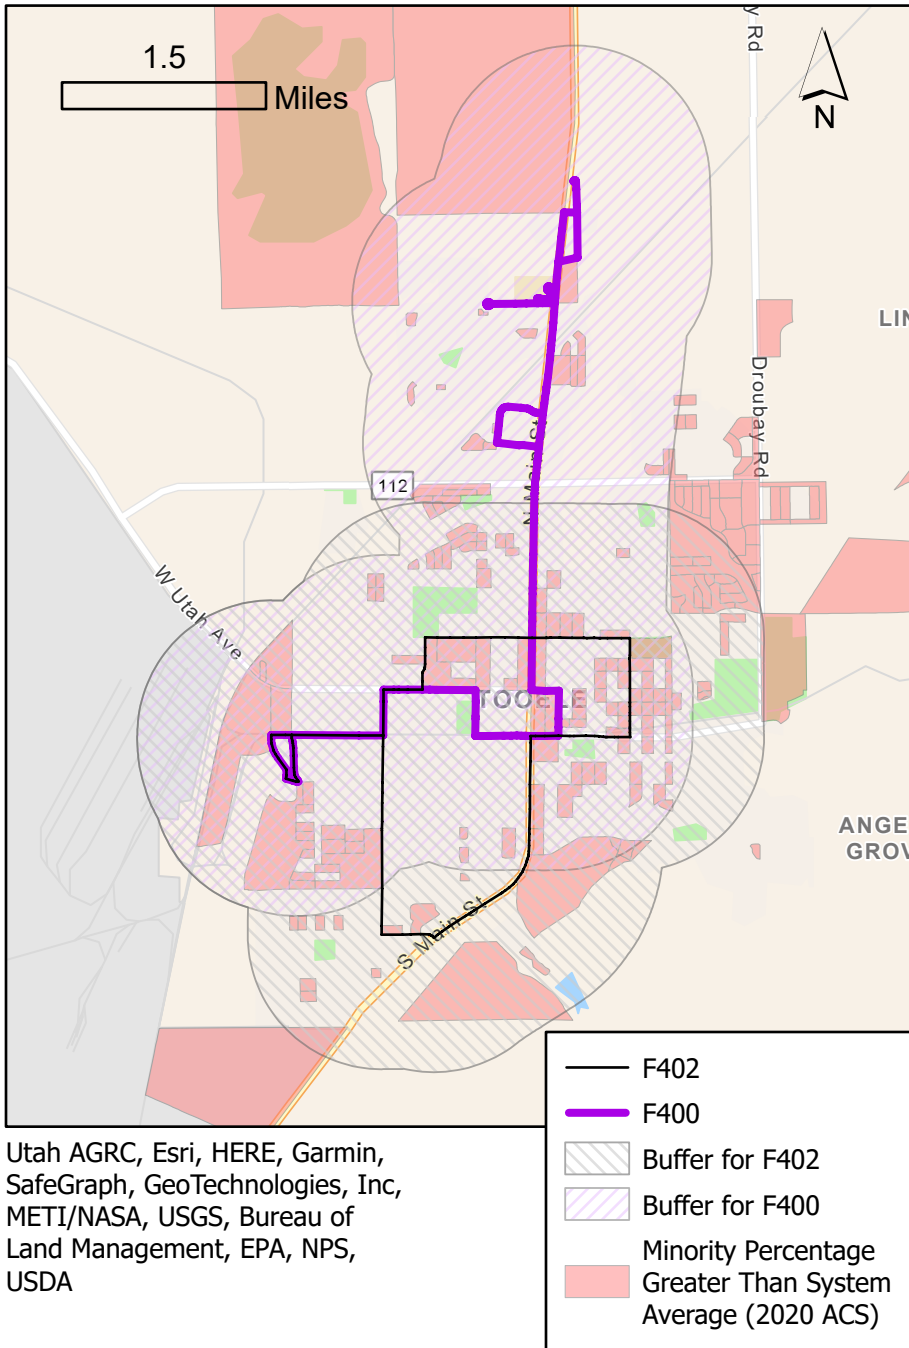 1.5
Miles
N
y Rd
LIN
Droubay Rd
N Main St
112
W Utah Ave
TOOELE
ANGE
GROV
S Main St
F402
F400
Buffer for F402
Buffer for F400
Minority Percentage
Greater Than System
Average (2020 ACS)
Utah AGRC, Esri, HERE, Garmin,
SafeGraph, GeoTechnologies, Inc,
METI/NASA, USGS, Bureau of
Land Management, EPA, NPS,
USDA